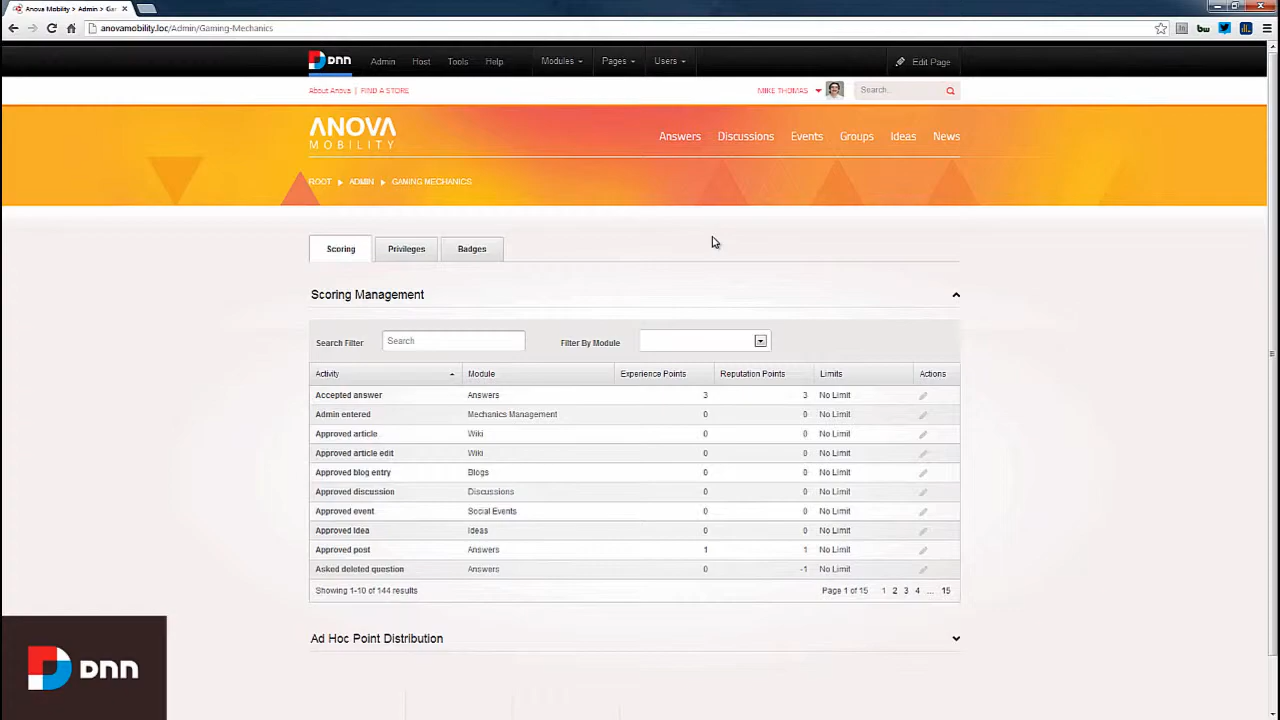 Anova Mobility > Admin > Ga
anovamobility.loc/Admin/Gaming-Mechanics
DNN Admin Host Tools Help Modules Pages Users Edit Page
About Anova | FIND A STORE MIKE THOMAS Search...
ANOVA
MOBILITY
Answers Discussions Events Groups Ideas News
ROOT ADMIN GAMING MECHANICS
Scoring Privileges Badges
Scoring Management
Search Filter Search Filter By Module
Activity Module Experience Points Reputation Points Limits Actions
Accepted answer Answers 3 3 No Limit
Admin entered Mechanics Management 0 0 No Limit
Approved article Wiki 0 0 No Limit
Approved article edit Wiki 0 0 No Limit
Approved blog entry Blogs 0 0 No Limit
Approved discussion Discussions 0 0 No Limit
Approved event Social Events 0 0 No Limit
Approved idea Ideas 0 0 No Limit
Approved post Answers 1 1 No Limit
Asked deleted question Answers 0 -1 No Limit
Showing 1-10 of 144 results Page 1 of 15 1 2 3 4 ... 15
Ad Hoc Point Distribution
DNN